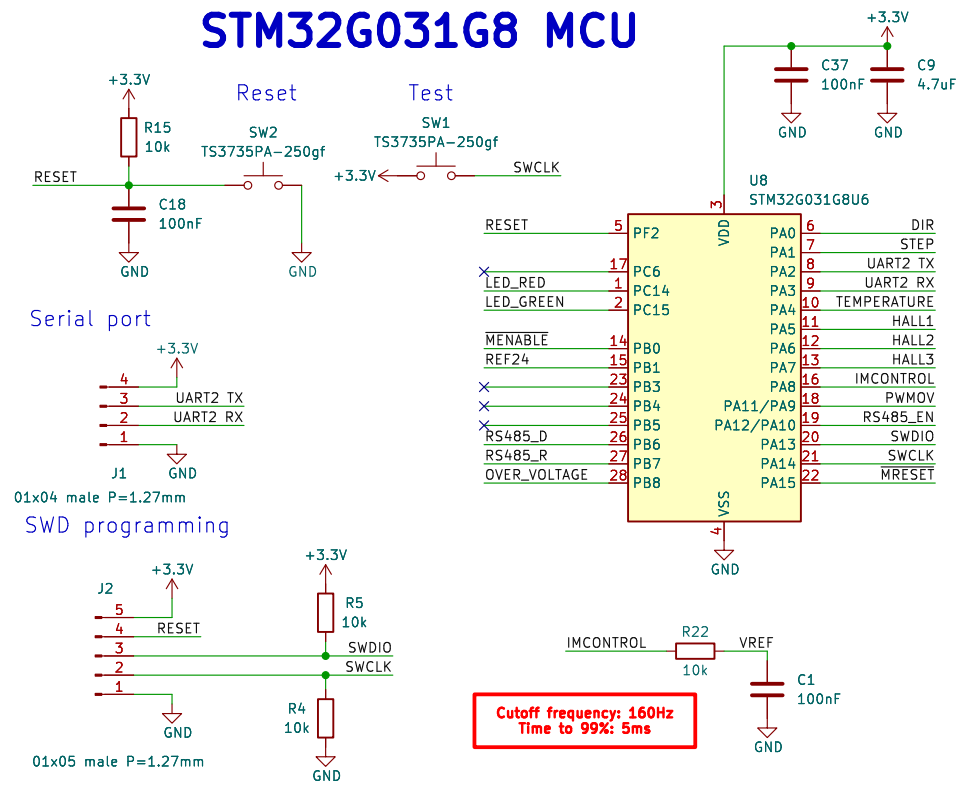 STM32G031G8 MCU
+3.3V
R15
10k
RESET
C18
100nF
GND
Reset
SW2
TS3735PA-250gf
GND
Test
SW1
TS3735PA-250gf
+3.3V
SWCLK
+3.3V
C37
100nF
GND
C9
4.7uF
GND
U8
STM32G031G8U6
3
VDD
RESET 5 PF2
17 PC6
LED_RED 1 PC14
LED_GREEN 2 PC15
MENABLE 14 PB0
REF24 15 PB1
23 PB3
24 PB4
25 PB5
RS485_D 26 PB6
RS485_R 27 PB7
OVER_VOLTAGE 28 PB8
PA0 6 DIR
PA1 7 STEP
PA2 8 UART2 TX
PA3 9 UART2 RX
PA4 10 TEMPERATURE
PA5 11 HALL1
PA6 12 HALL2
PA7 13 HALL3
PA8 16 IMCONTROL
PA11/PA9 18 PWMOV
PA12/PA10 19 RS485_EN
PA13 20 SWDIO
PA14 21 SWCLK
PA15 22 MRESET
VSS
4
GND
Serial port
+3.3V
4
3 UART2 TX
2 UART2 RX
1
GND
J1
01x04 male P=1.27mm
SWD programming
J2
+3.3V
5
4 RESET
3 SWDIO
2 SWCLK
1
GND
01x05 male P=1.27mm
+3.3V
R5
10k
R4
10k
GND
IMCONTROL
R22
10k
VREF
C1
100nF
GND
Cutoff frequency: 160Hz
Time to 99%: 5ms